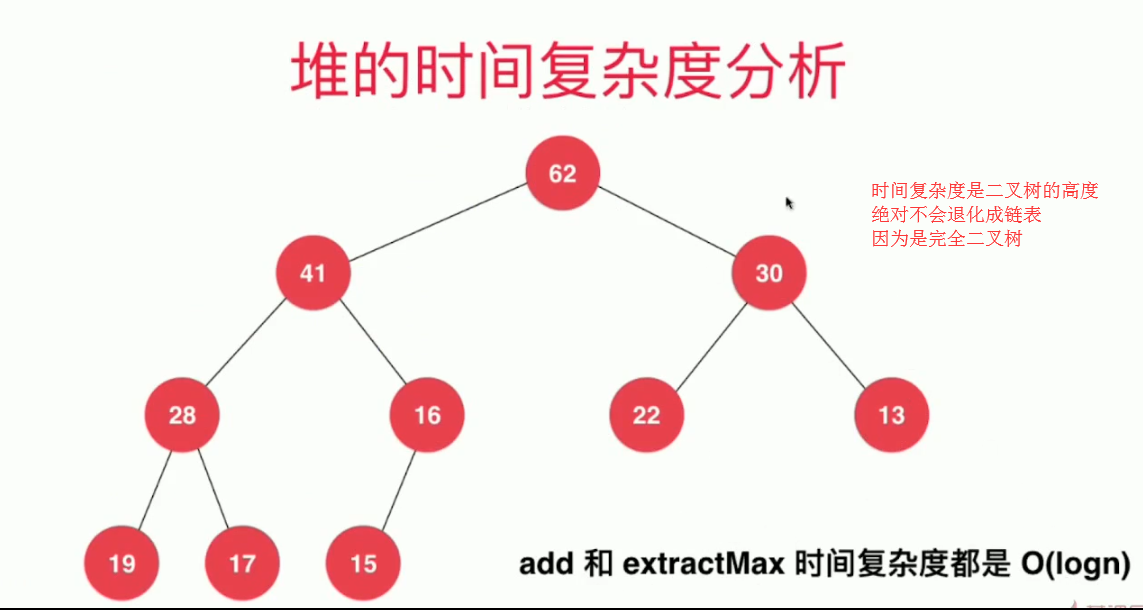 堆的时间复杂度分析
62
时间复杂度是二叉树的高度
绝对不会退化成链表
因为是完全二叉树
41
30
28
16
22
13
19
17
15
add 和 extractMax 时间复杂度都是 O(logn)